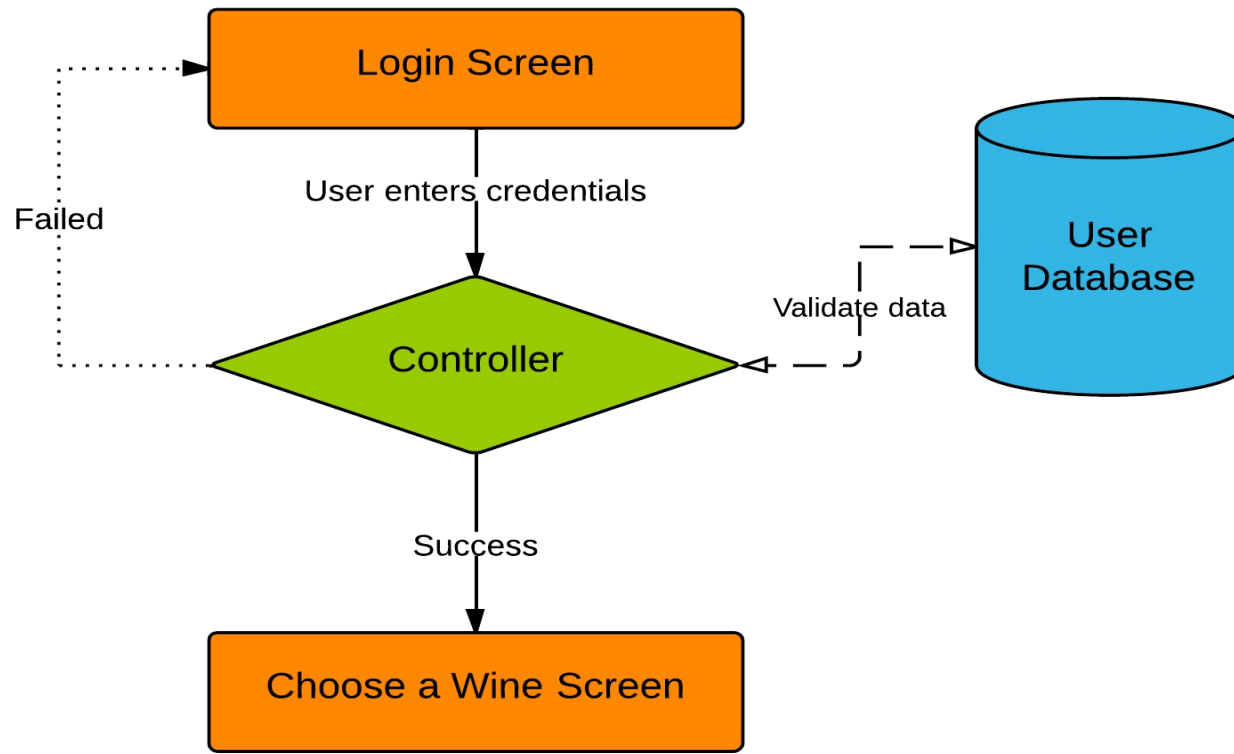 Login Screen
User enters credentials
Failed
User
Database
Validate data
Controller
Success
Choose a Wine Screen